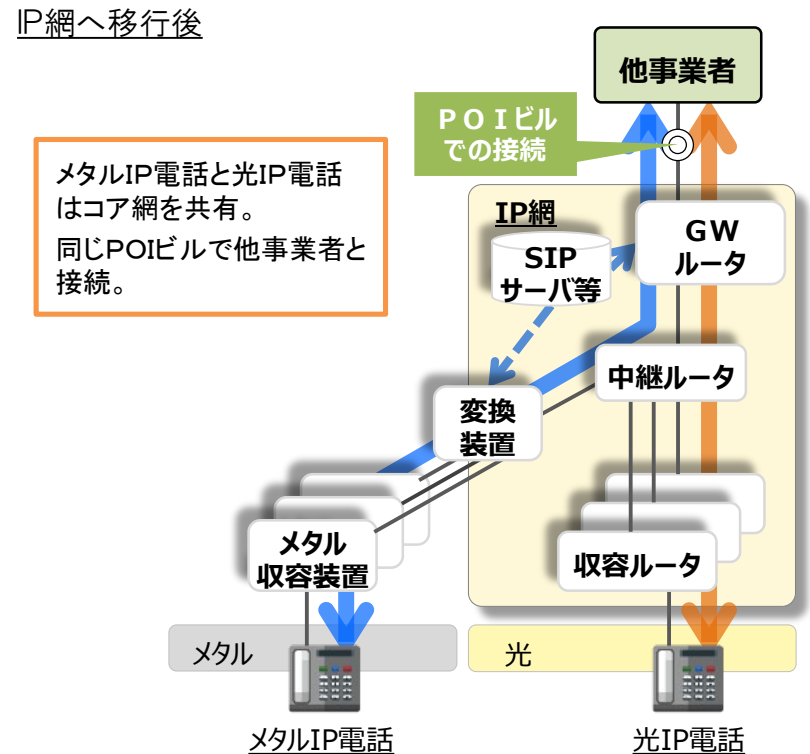 IP網へ移行後
他事業者
ＰＯＩビル
での接続
メタルIP電話と光IP電話
はコア網を共有。
同じPOIビルで他事業者と
接続。
IP網
GW
ルータ
SIP
サーバ等
中継ルータ
変換
装置
メタル
収容装置
収容ルータ
メタル
光
メタルIP電話
光IP電話